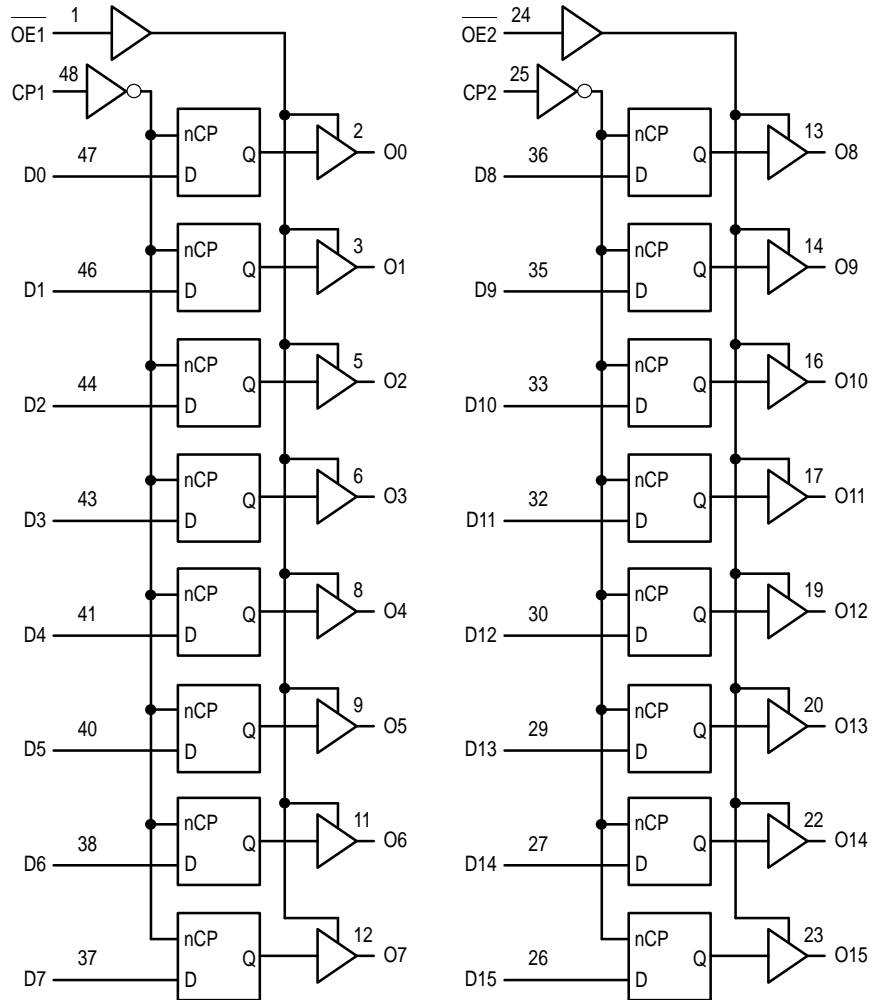 OE1 1
CP1 48
nCP
Q 2 O0
D0 47 D
nCP
Q 3 O1
D1 46 D
nCP
Q 5 O2
D2 44 D
nCP
Q 6 O3
D3 43 D
nCP
Q 8 O4
D4 41 D
nCP
Q 9 O5
D5 40 D
nCP
Q 11 O6
D6 38 D
nCP
Q 12 O7
D7 37 D
OE2 24
CP2 25
nCP
Q 13 O8
D8 36 D
nCP
Q 14 O9
D9 35 D
nCP
Q 16 O10
D10 33 D
nCP
Q 17 O11
D11 32 D
nCP
Q 19 O12
D12 30 D
nCP
Q 20 O13
D13 29 D
nCP
Q 22 O14
D14 27 D
nCP
Q 23 O15
D15 26 D